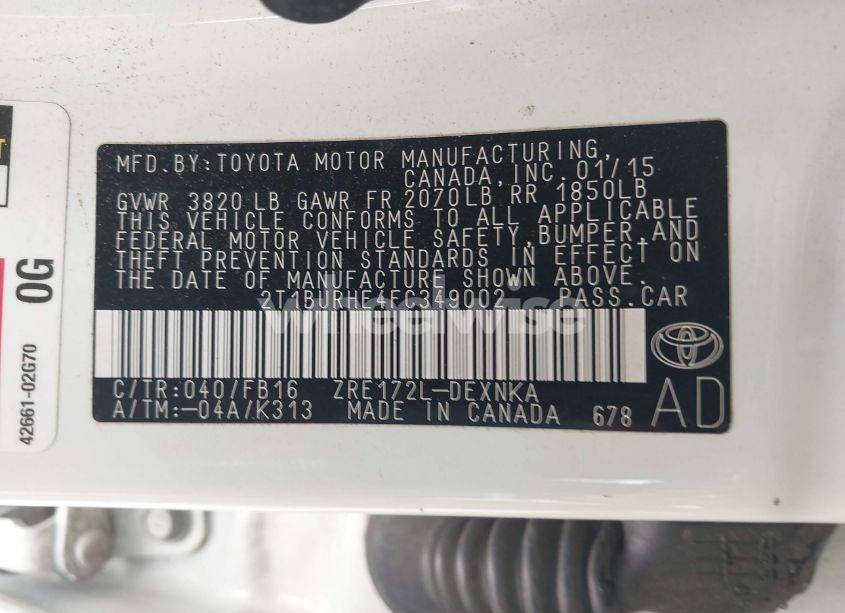 MFD.BY:TOYOTA MOTOR MANUFACTURING,
CANADA,INC.01/15
GVWR 3820 LB GAWR FR 2070LB RR 1850LB
THIS VEHICLE CONFORMS TO ALL APPLICABLE
FEDERAL MOTOR VEHICLE SAFETY,BUMPER,AND
THEFT PREVENTION STANDARDS IN EFFECT ON
THE DATE OF MANUFACTURE SHOWN ABOVE.
2T1BURHE4FC349002 PASS.CAR
wheelwise
C/TR:040/FB16 ZRE172L-DEXNKA
A/TM:-04A/K313 MADE IN CANADA 678
AD
0G
42661-02G70